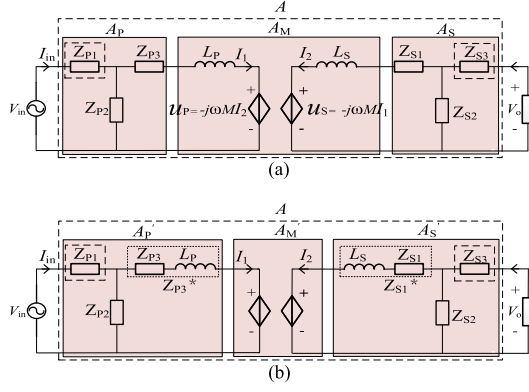 A
A_P A_M A_S
I_in Z_P1 Z_P3 L_P I_1 I_2 L_S Z_S1 Z_S3
V_in Z_P2 + u_P=-jωMI_2 - + u_S- -jωMI_1 - Z_S2 + V_o -
(a)
A
A_P' A_M' A_S'
I_in Z_P1 Z_P3 L_P I_1 I_2 L_S Z_S1 Z_S3
Z_P3* Z_S1*
V_in Z_P2 + - + - Z_S2 + V_o -
(b)